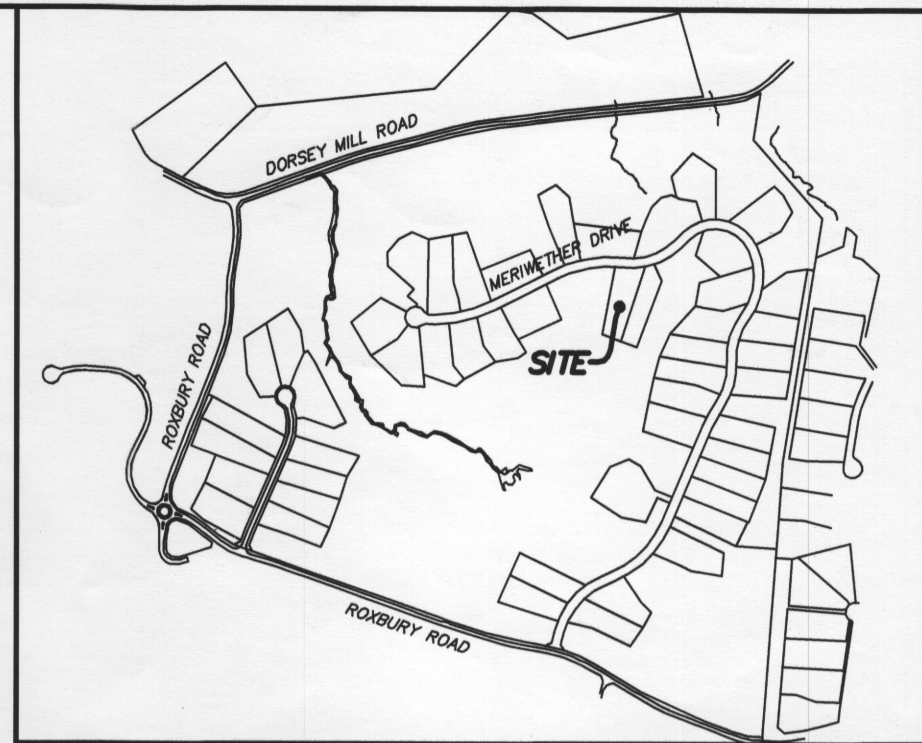 DORSEY MILL ROAD
MERIWETHER DRIVE
ROXBURY ROAD
SITE
ROXBURY ROAD